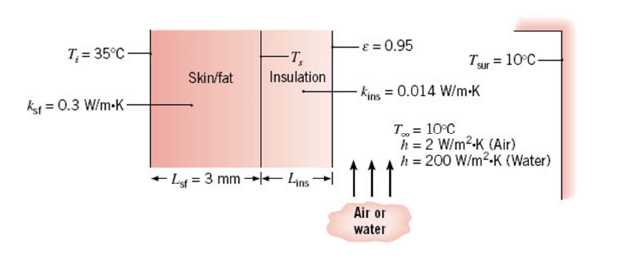 T_i = 35°C
k_sf = 0.3 W/m•K
Skin/fat
T_s
Insulation
ε = 0.95
k_ins = 0.014 W/m•K
T_sur = 10°C
T_∞ = 10°C
h = 2 W/m²•K (Air)
h = 200 W/m²•K (Water)
L_sf = 3 mm
L_ins
Air or
water